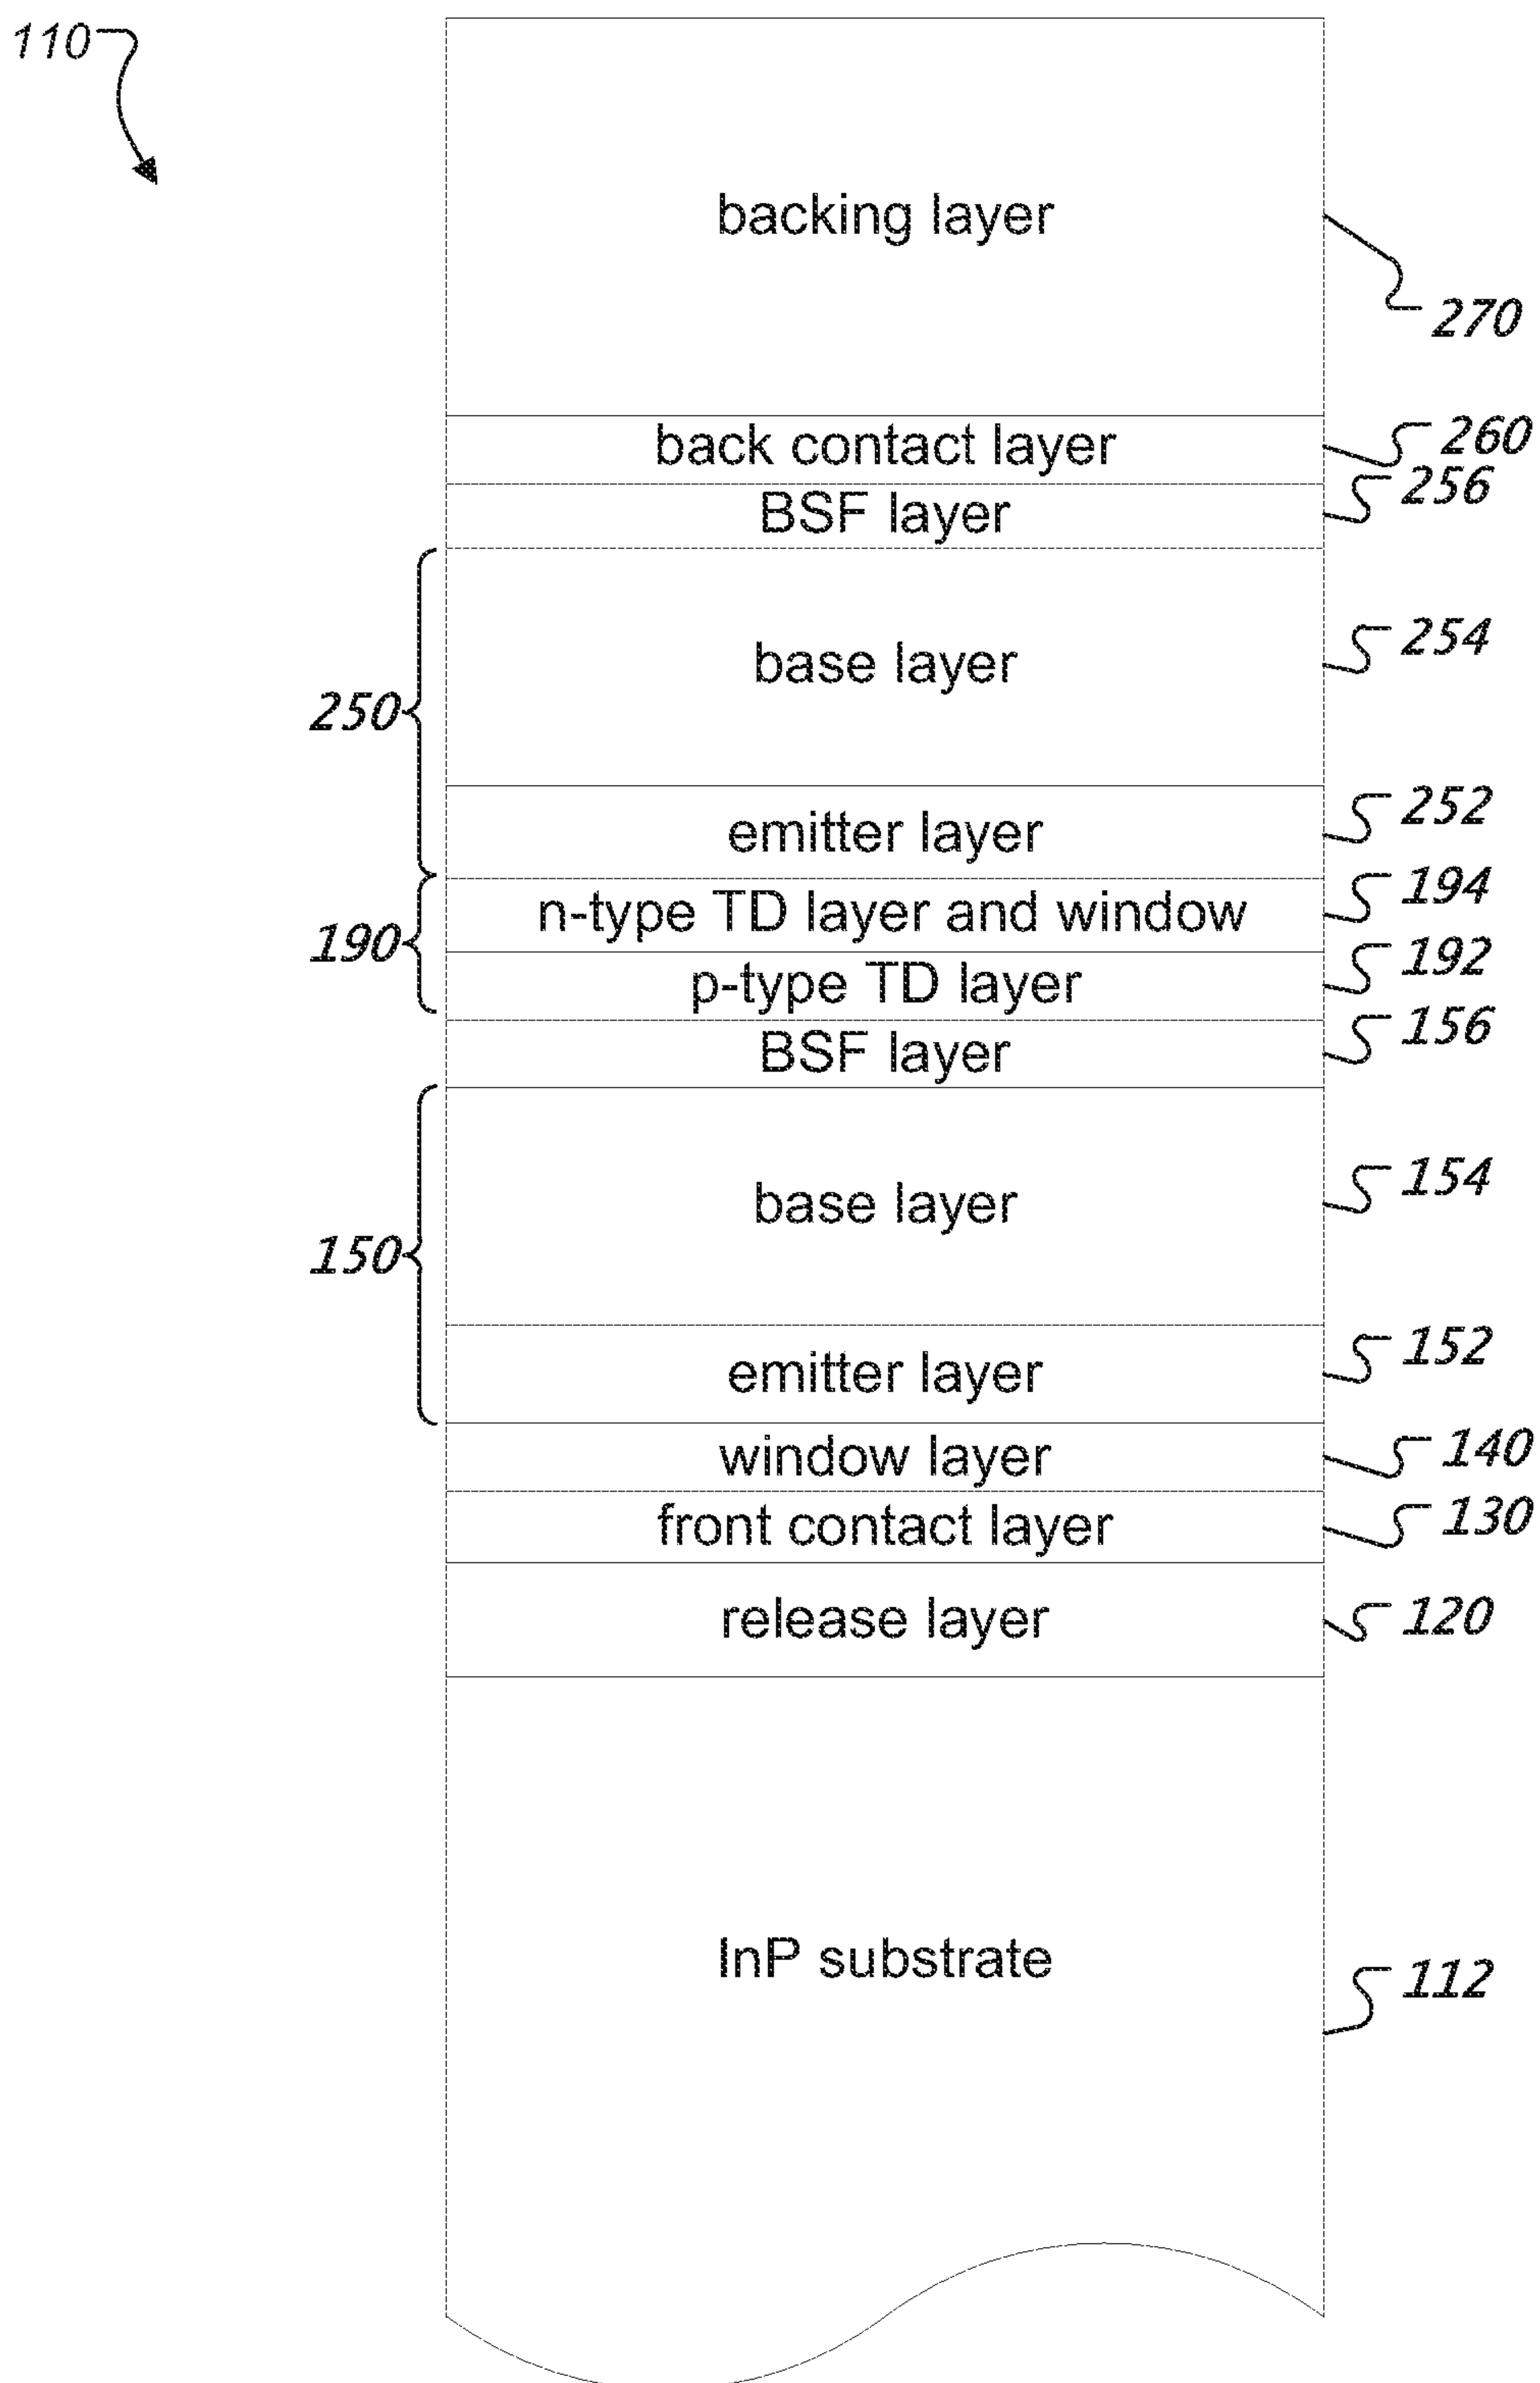 110
backing layer
270
back contact layer
260
BSF layer
256
base layer
254
250
emitter layer
252
n-type TD layer and window
194
190
p-type TD layer
192
BSF layer
156
base layer
154
150
emitter layer
152
window layer
140
front contact layer
130
release layer
120
InP substrate
112